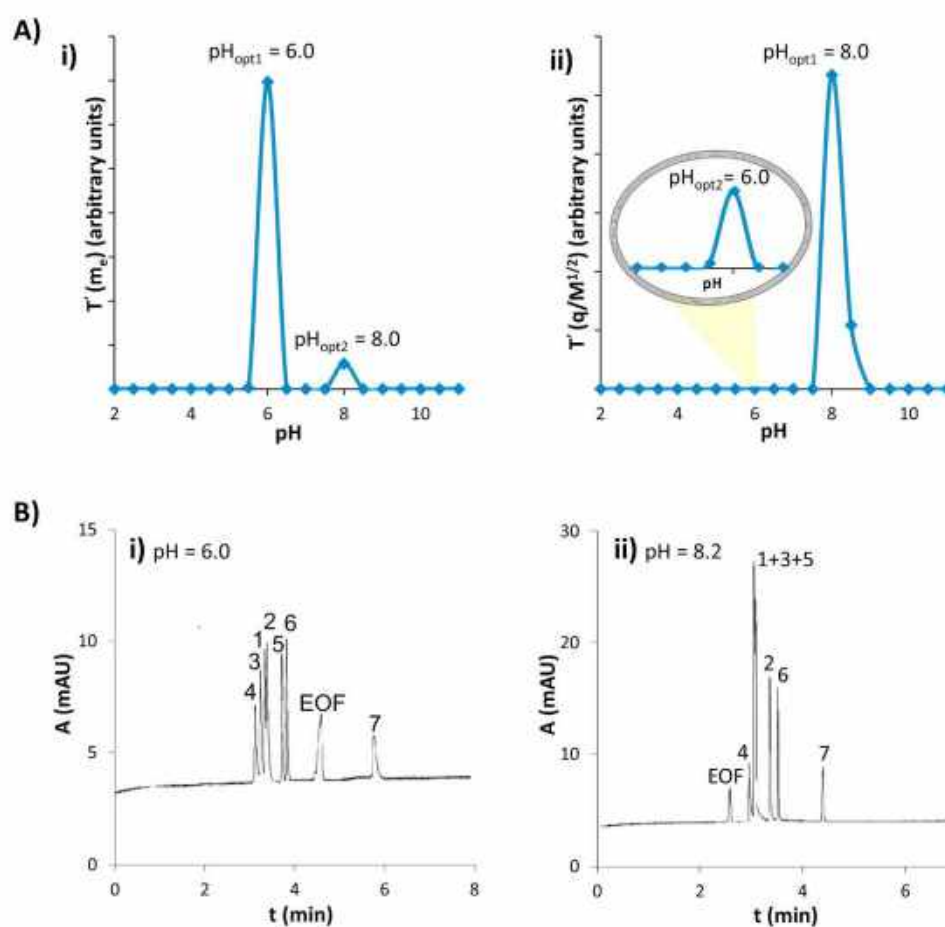 A)
i)
pHopt1 = 6.0
pHopt2 = 8.0
T´ (me) (arbitrary units)
2 4 6 8 10
pH
ii)
pHopt1 = 8.0
pHopt2 = 6.0
pH
T´ (q/M1/2) (arbitrary units)
2 4 6 8 10
pH
B)
i) pH = 6.0
15
10
5
0
A (mAU)
4
3
1
2
5
6
EOF
7
0 2 4 6 8
t (min)
ii) pH = 8.2
30
20
10
0
A (mAU)
EOF
4
1+3+5
2
6
7
0 2 4 6
t (min)